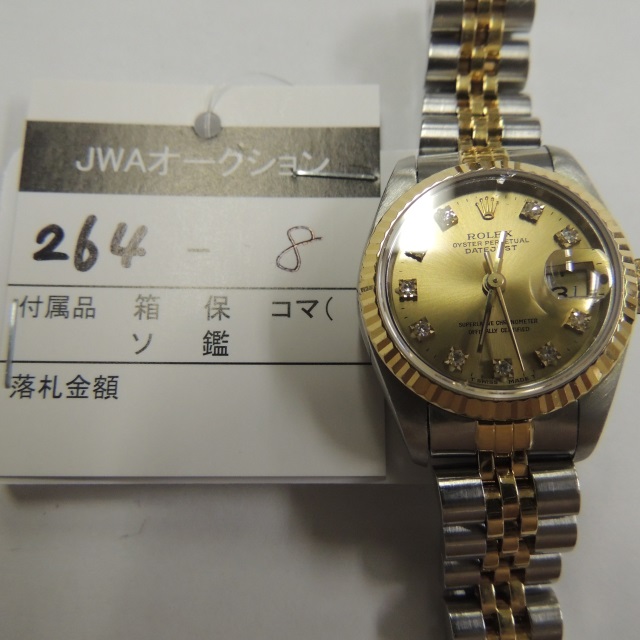 JWAオークション
264 - 8
付属品 箱 保 コマ(
ソ 鑑
落札金額
ROLEX
OYSTER PERPETUAL
DATEJUST
SUPERLATIVE CHRONOMETER
OFFICIALLY CERTIFIED